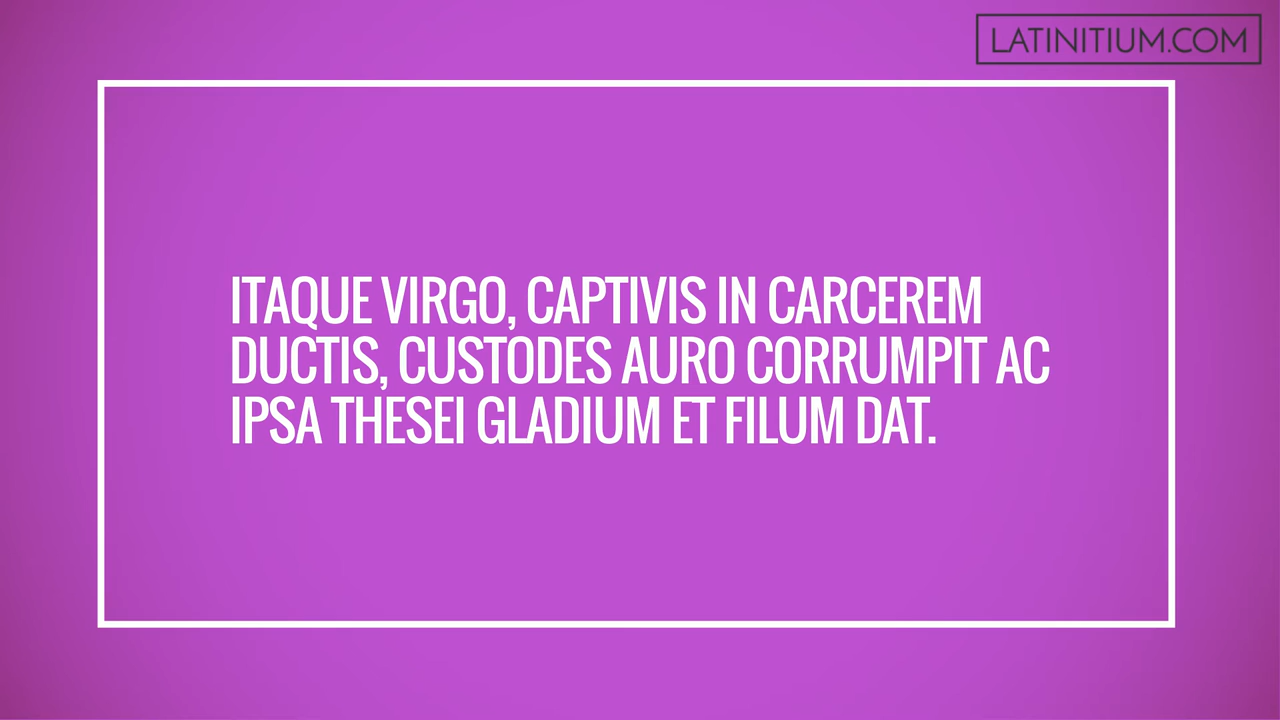 LATINITIUM.COM
ITAQUE VIRGO, CAPTIVIS IN CARCEREM
DUCTIS, CUSTODES AURO CORRUMPIT AC
IPSA THESEI GLADIUM ET FILUM DAT.